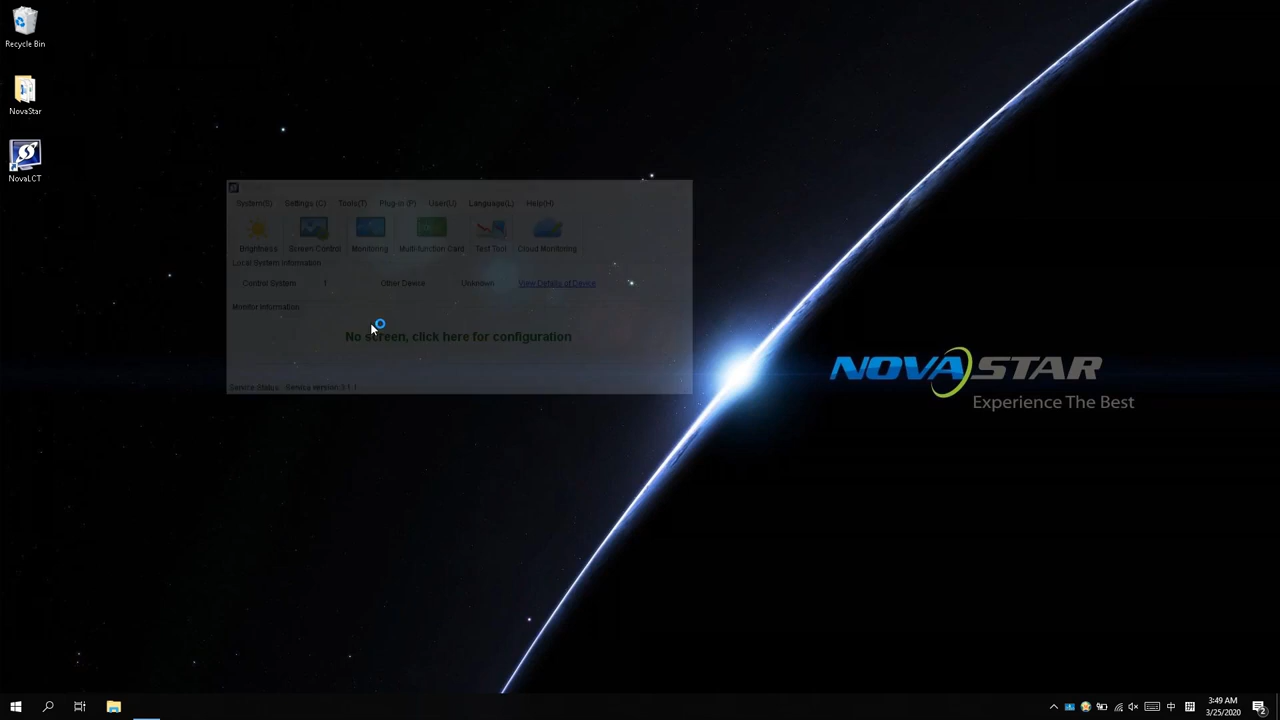 Recycle Bin
NovaStar
NovaLCT
System(S) Settings (C) Tools(T) Plug-in (P) User(U) Language(L) Help(H)
Brightness Screen Control Monitoring Multi-function Card Test Tool Cloud Monitoring
Local System Information
Control System 1 Other Device Unknown View Details of Device
Monitor Information
No screen, click here for configuration
Service Status: Service version:3.1.1
NOVASTAR
Experience The Best
中 拼
3:49 AM
3/25/2020
2